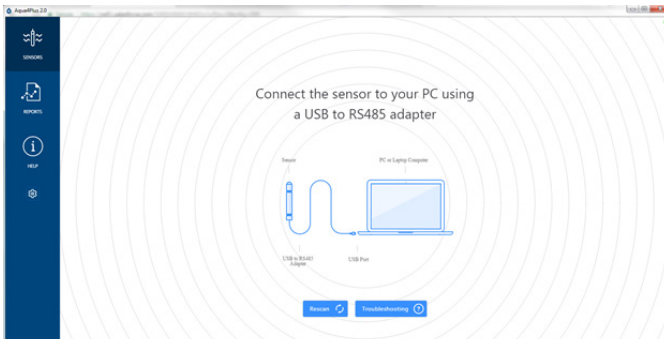 Aqua4Plus 2.0
SENSORS
REPORTS
HELP
Connect the sensor to your PC using
a USB to RS485 adapter
Sensor
PC or Laptop Computer
USB to RS485
Adapter
USB Port
Rescan
Troubleshooting ?